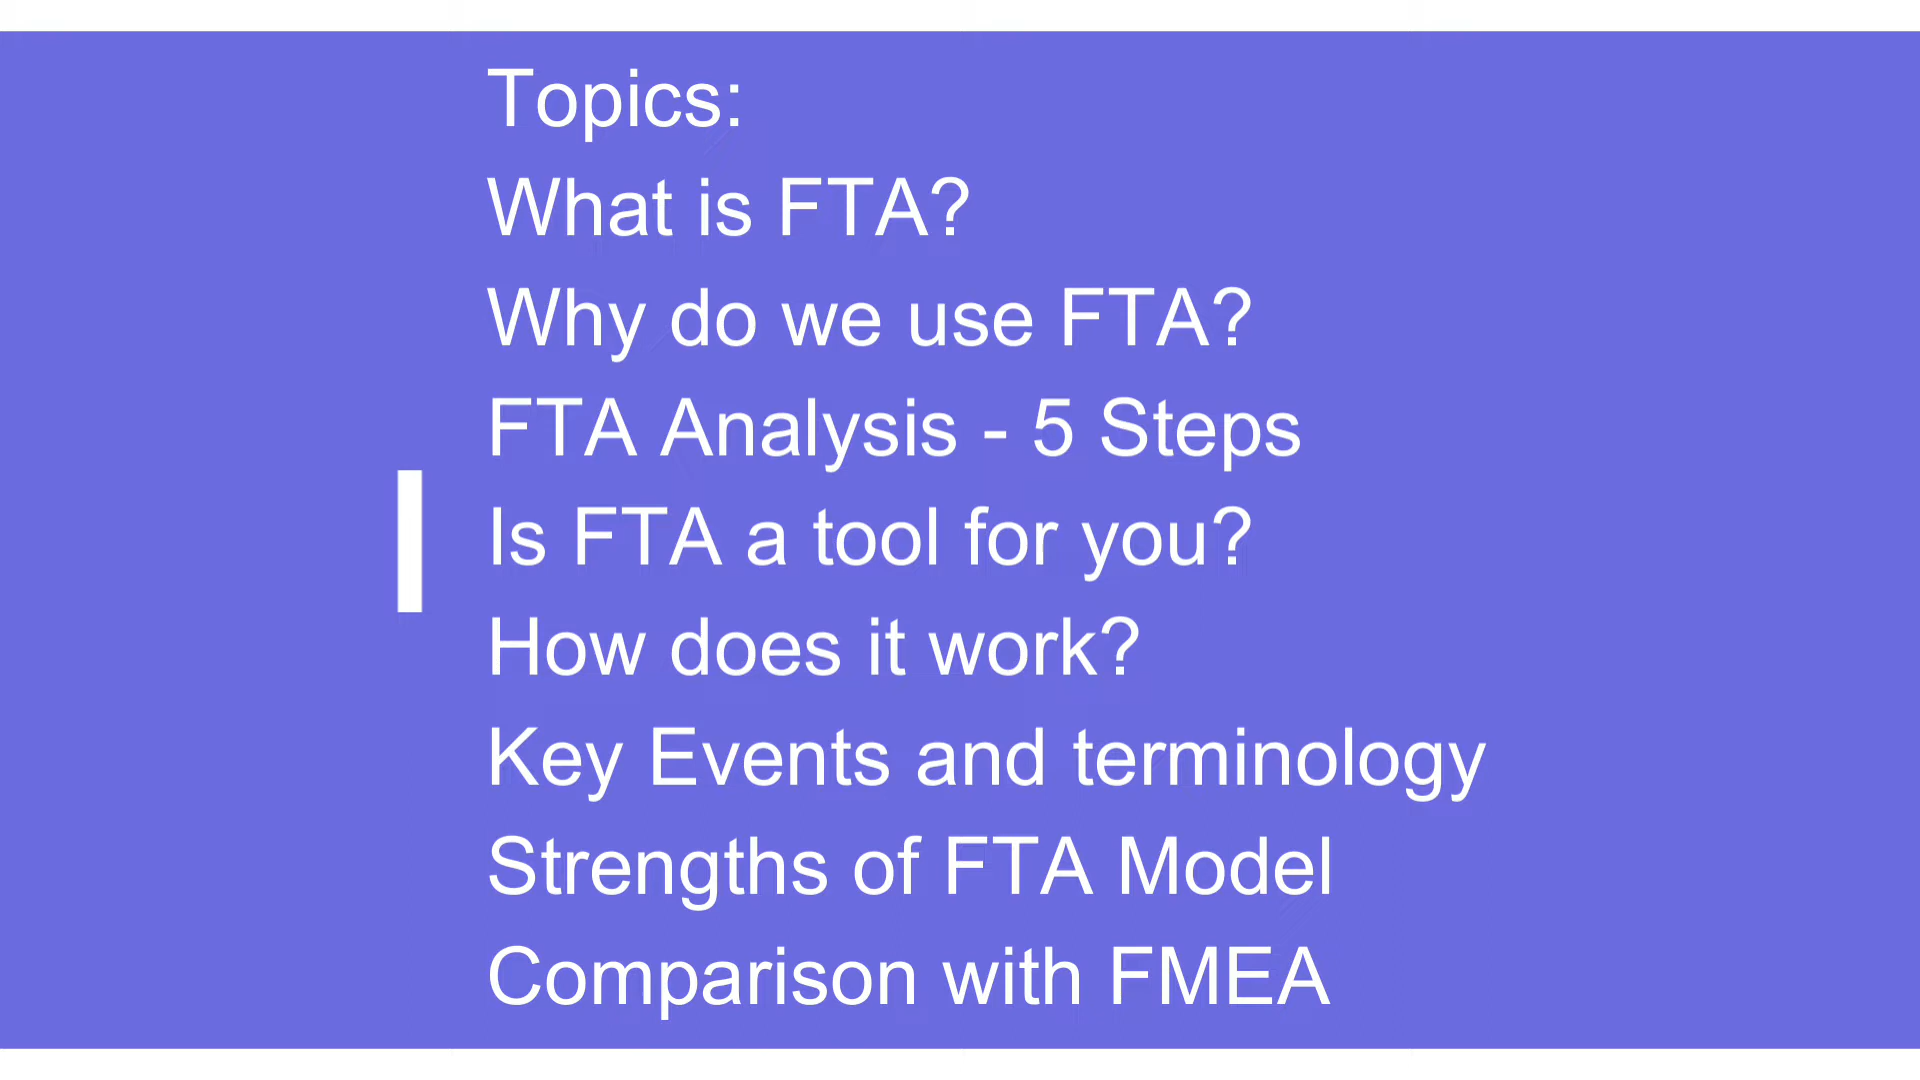 Topics:
What is FTA?
Why do we use FTA?
FTA Analysis - 5 Steps
Is FTA a tool for you?
How does it work?
Key Events and terminology
Strengths of FTA Model
Comparison with FMEA